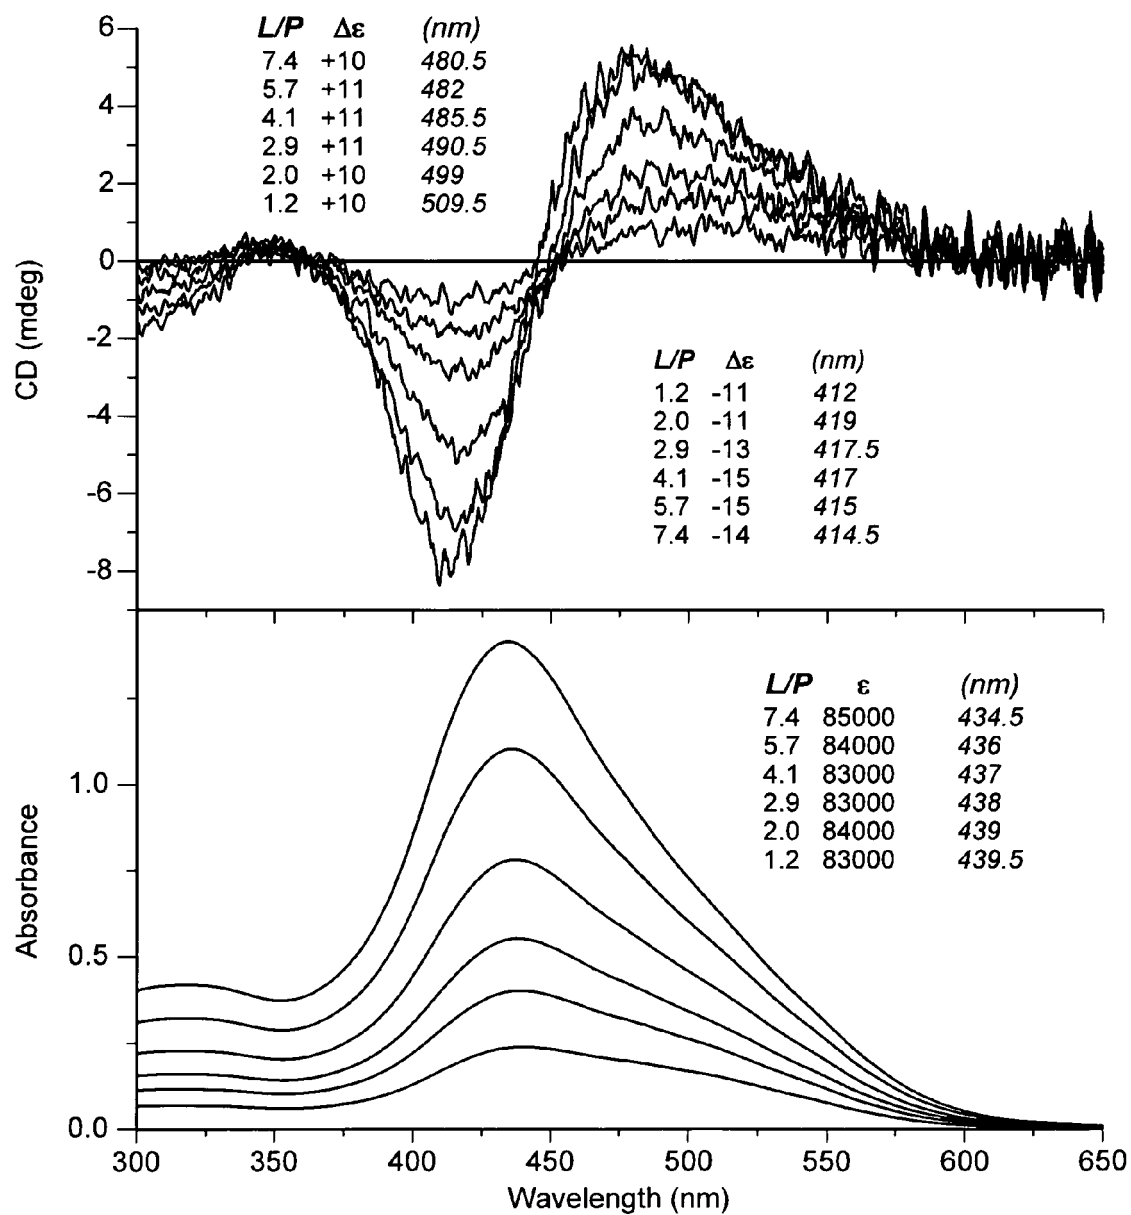 L/P Δε (nm)
7.4 +10 480.5
5.7 +11 482
4.1 +11 485.5
2.9 +11 490.5
2.0 +10 499
1.2 +10 509.5
6
4
2
0
-2
-4
-6
-8
CD (mdeg)
L/P Δε (nm)
1.2 -11 412
2.0 -11 419
2.9 -13 417.5
4.1 -15 417
5.7 -15 415
7.4 -14 414.5
L/P ε (nm)
7.4 85000 434.5
5.7 84000 436
4.1 83000 437
2.9 83000 438
2.0 84000 439
1.2 83000 439.5
1.0
0.5
0.0
Absorbance
300 350 400 450 500 550 600 650
Wavelength (nm)